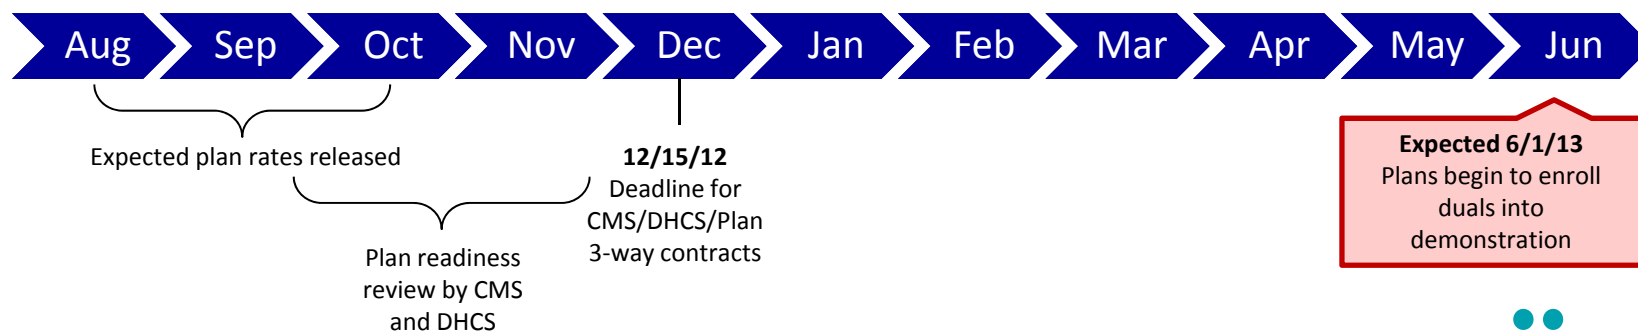 Aug Sep Oct Nov Dec Jan Feb Mar Apr May Jun
Expected plan rates released
Plan readiness
review by CMS
and DHCS
12/15/12
Deadline for
CMS/DHCS/Plan
3-way contracts
Expected 6/1/13
Plans begin to enroll
duals into
demonstration